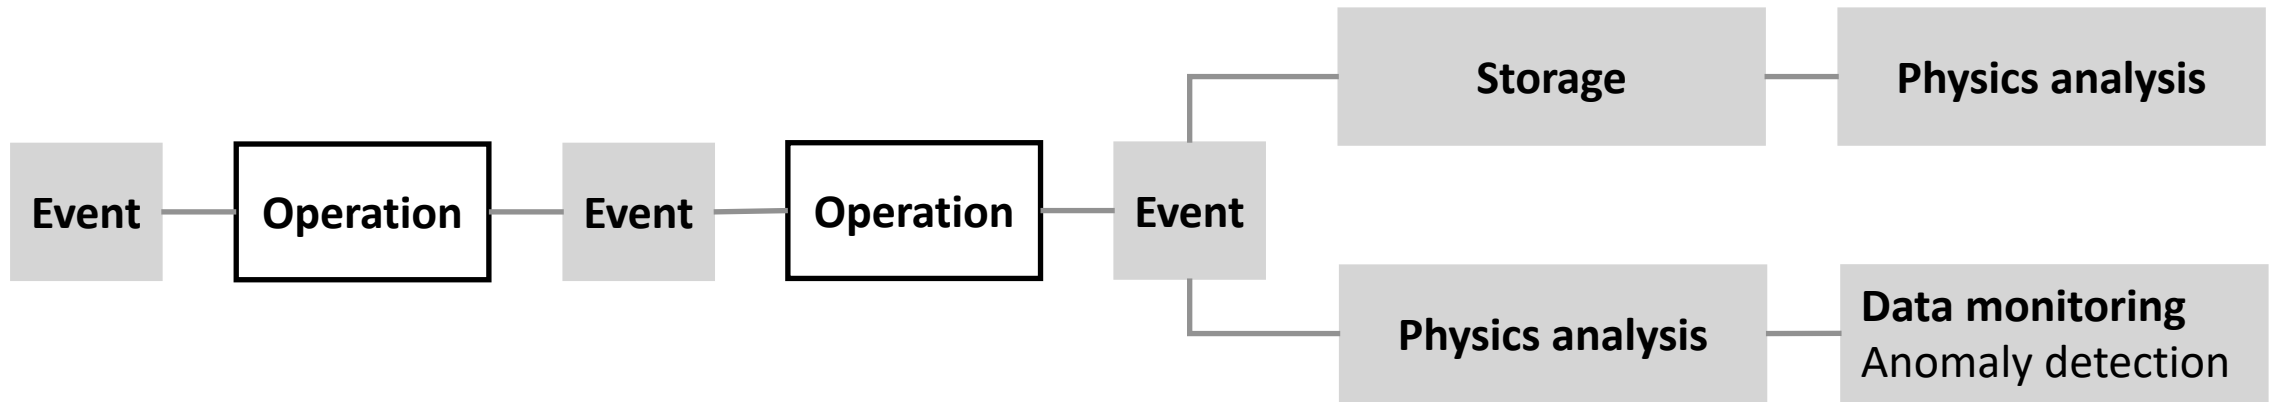 Event
Operation
Event
Operation
Event
Storage
Physics analysis
Physics analysis
Data monitoring
Anomaly detection